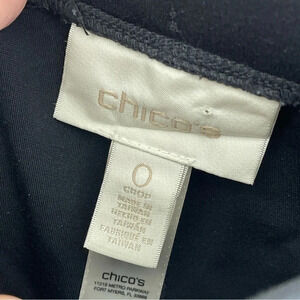 chico's
0
CROP
MADE IN
TAIWAN
HECHO EN
TAIWAN
FABRIQUÉ EN
TAIWAN
chico's
11215 METRO PARKWAY
FORT MYERS, FL 33966